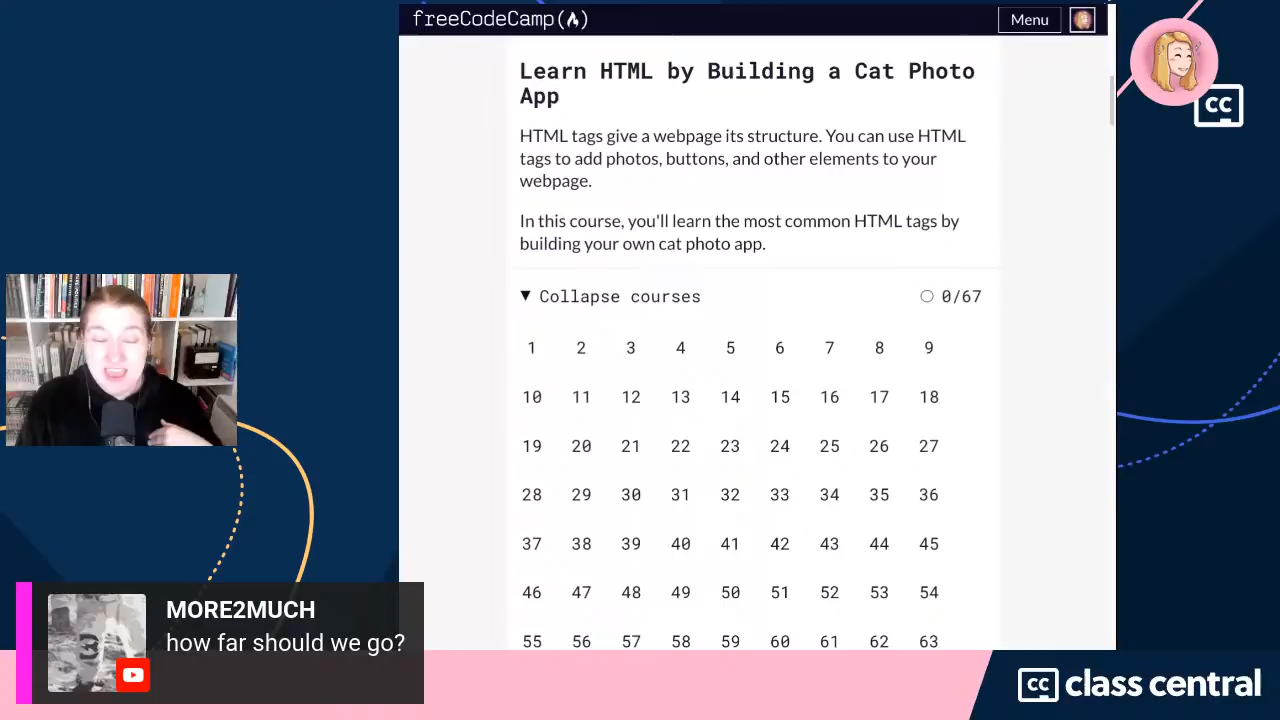 freeCodeCamp
Menu
Learn HTML by Building a Cat Photo
App
HTML tags give a webpage its structure. You can use HTML
tags to add photos, buttons, and other elements to your
webpage.
In this course, you'll learn the most common HTML tags by
building your own cat photo app.
Collapse courses 0/67
1 2 3 4 5 6 7 8 9
10 11 12 13 14 15 16 17 18
19 20 21 22 23 24 25 26 27
28 29 30 31 32 33 34 35 36
37 38 39 40 41 42 43 44 45
46 47 48 49 50 51 52 53 54
55 56 57 58 59 60 61 62 63
MORE2MUCH
how far should we go?
3
cc
cc class central